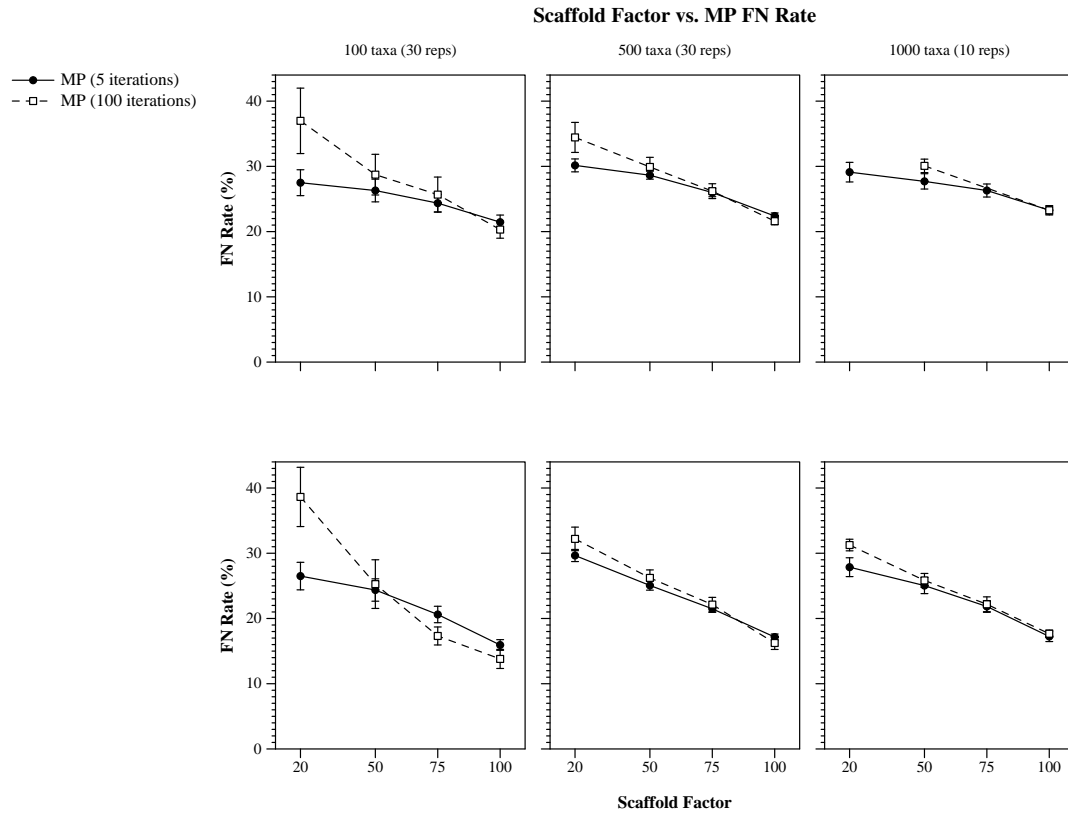 Scaffold Factor vs. MP FN Rate
100 taxa (30 reps)
500 taxa (30 reps)
1000 taxa (10 reps)
MP (5 iterations)
MP (100 iterations)
FN Rate (%)
40
30
20
10
0
FN Rate (%)
40
30
20
10
0
20 50 75 100
20 50 75 100
20 50 75 100
Scaffold Factor